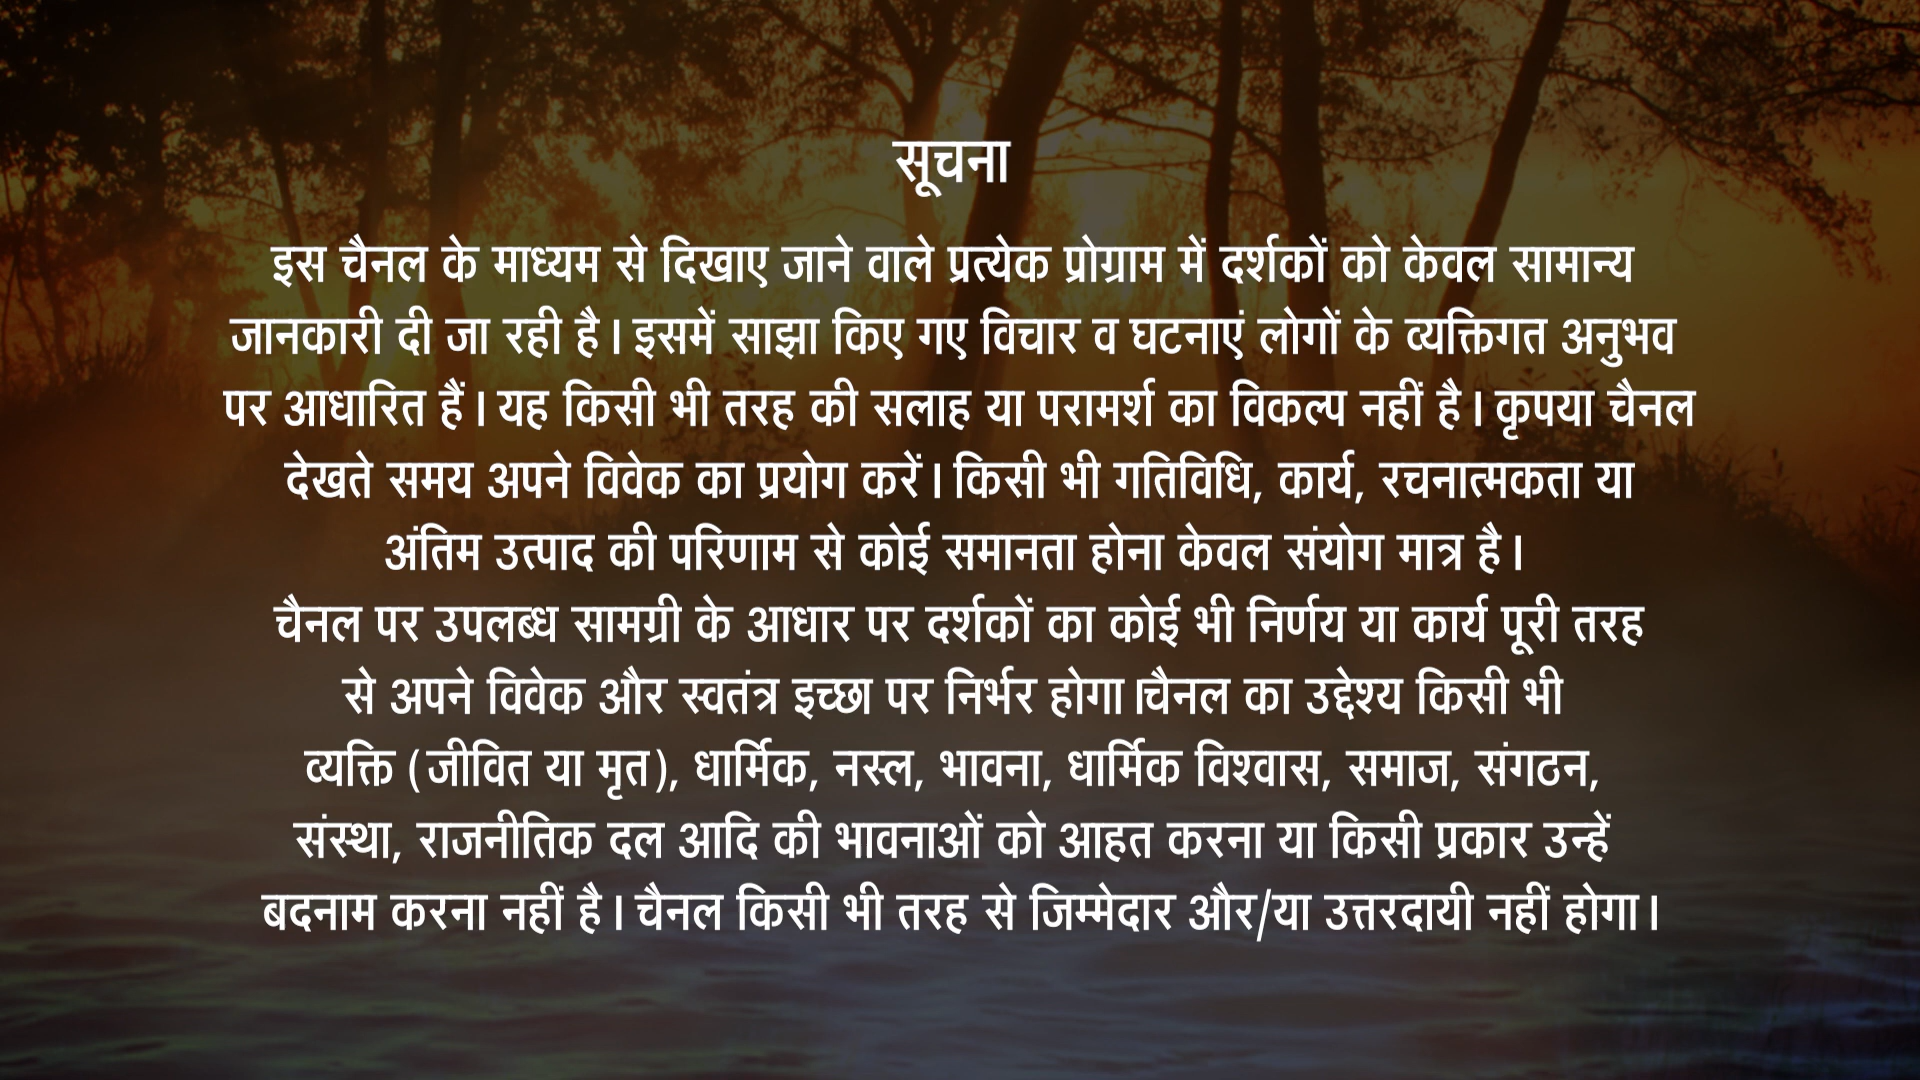 सूचना
इस चैनल के माध्यम से दिखाए जाने वाले प्रत्येक प्रोग्राम में दर्शकों को केवल सामान्य
जानकारी दी जा रही है। इसमें साझा किए गए विचार व घटनाएं लोगों के व्यक्तिगत अनुभव
पर आधारित हैं। यह किसी भी तरह की सलाह या परामर्श का विकल्प नहीं है। कृपया चैनल
देखते समय अपने विवेक का प्रयोग करें। किसी भी गतिविधि, कार्य, रचनात्मकता या
अंतिम उत्पाद की परिणाम से कोई समानता होना केवल संयोग मात्र है।
चैनल पर उपलब्ध सामग्री के आधार पर दर्शकों का कोई भी निर्णय या कार्य पूरी तरह
से अपने विवेक और स्वतंत्र इच्छा पर निर्भर होगा।चैनल का उद्देश्य किसी भी
व्यक्ति (जीवित या मृत), धार्मिक, नस्ल, भावना, धार्मिक विश्वास, समाज, संगठन,
संस्था, राजनीतिक दल आदि की भावनाओं को आहत करना या किसी प्रकार उन्हें
बदनाम करना नहीं है। चैनल किसी भी तरह से जिम्मेदार और/या उत्तरदायी नहीं होगा।